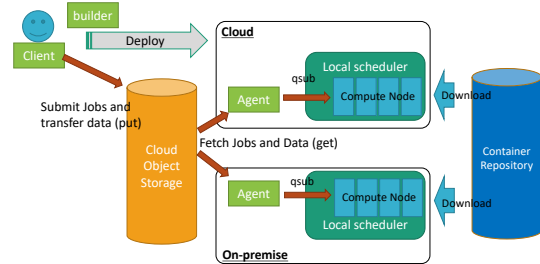 builder
Client
Deploy
Cloud
Local scheduler
qsub
Compute Node
Agent
Download
Submit Jobs and
transfer data (put)
Fetch Jobs and Data (get)
Cloud
Object
Storage
Container
Repository
Agent
qsub
Compute Node
Local scheduler
Download
On-premise